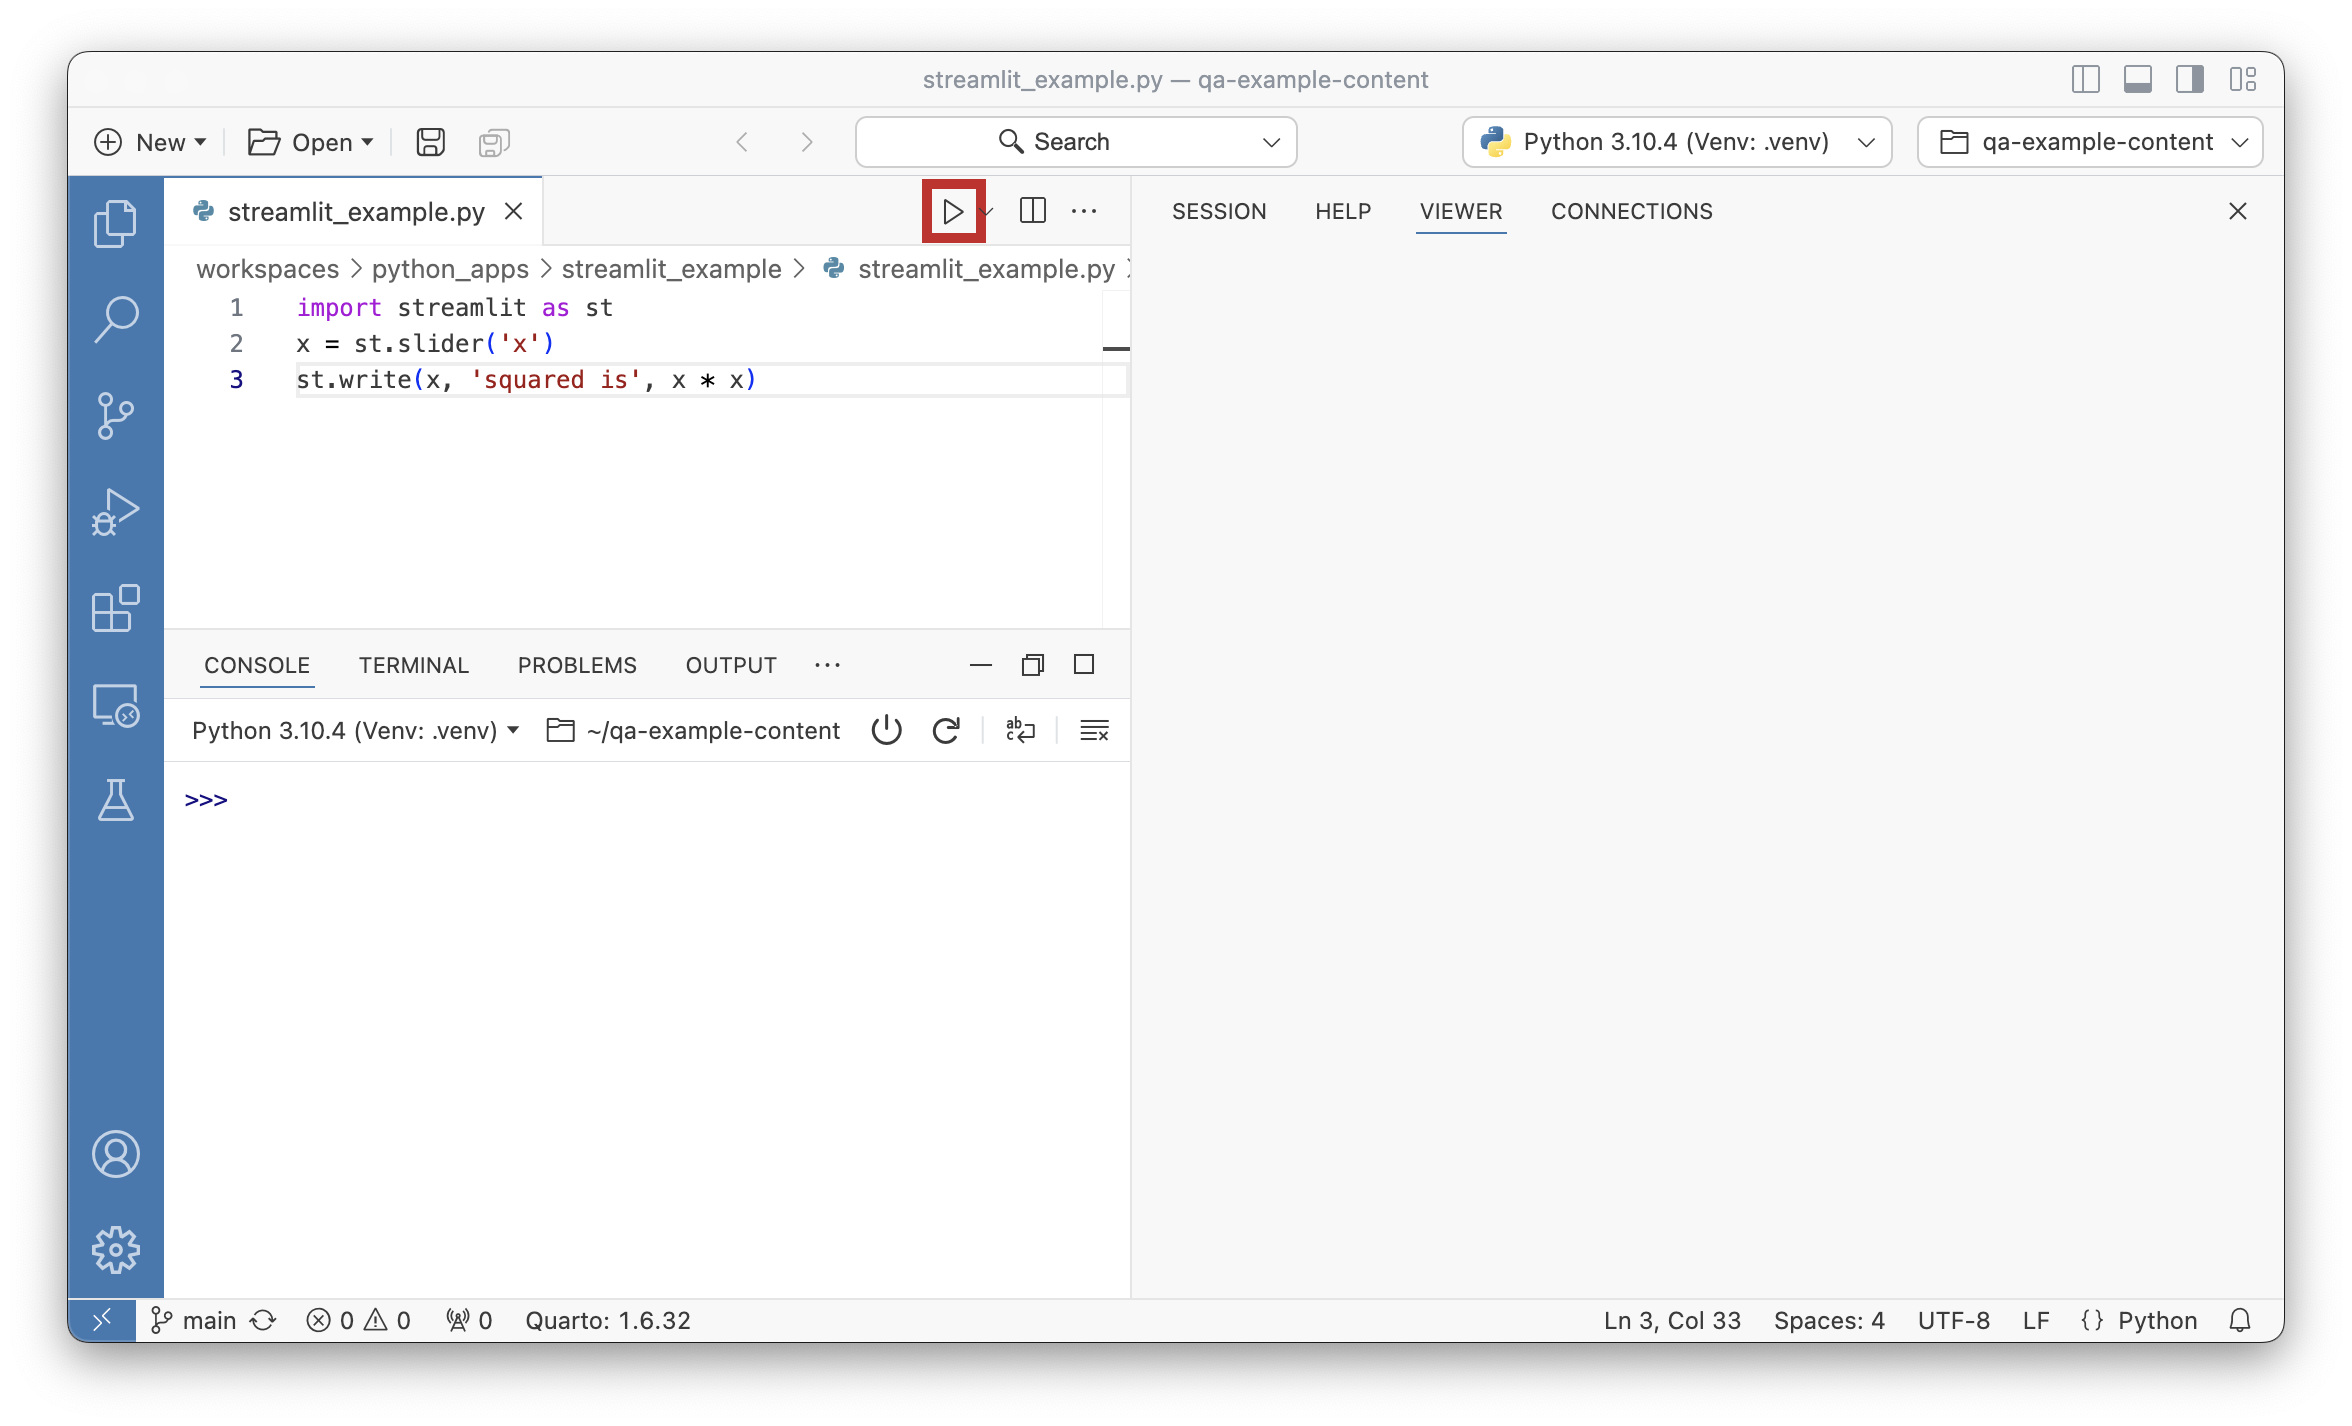 streamlit_example.py — qa-example-content
New
Open
Search
Python 3.10.4 (Venv: .venv)
qa-example-content
streamlit_example.py
SESSION HELP VIEWER CONNECTIONS
workspaces > python_apps > streamlit_example > streamlit_example.py
1 import streamlit as st
2 x = st.slider('x')
3 st.write(x, 'squared is', x * x)
CONSOLE TERMINAL PROBLEMS OUTPUT ···
Python 3.10.4 (Venv: .venv) ~/qa-example-content
>>>
main 0 0 0 Quarto: 1.6.32 Ln 3, Col 33 Spaces: 4 UTF-8 LF {} Python